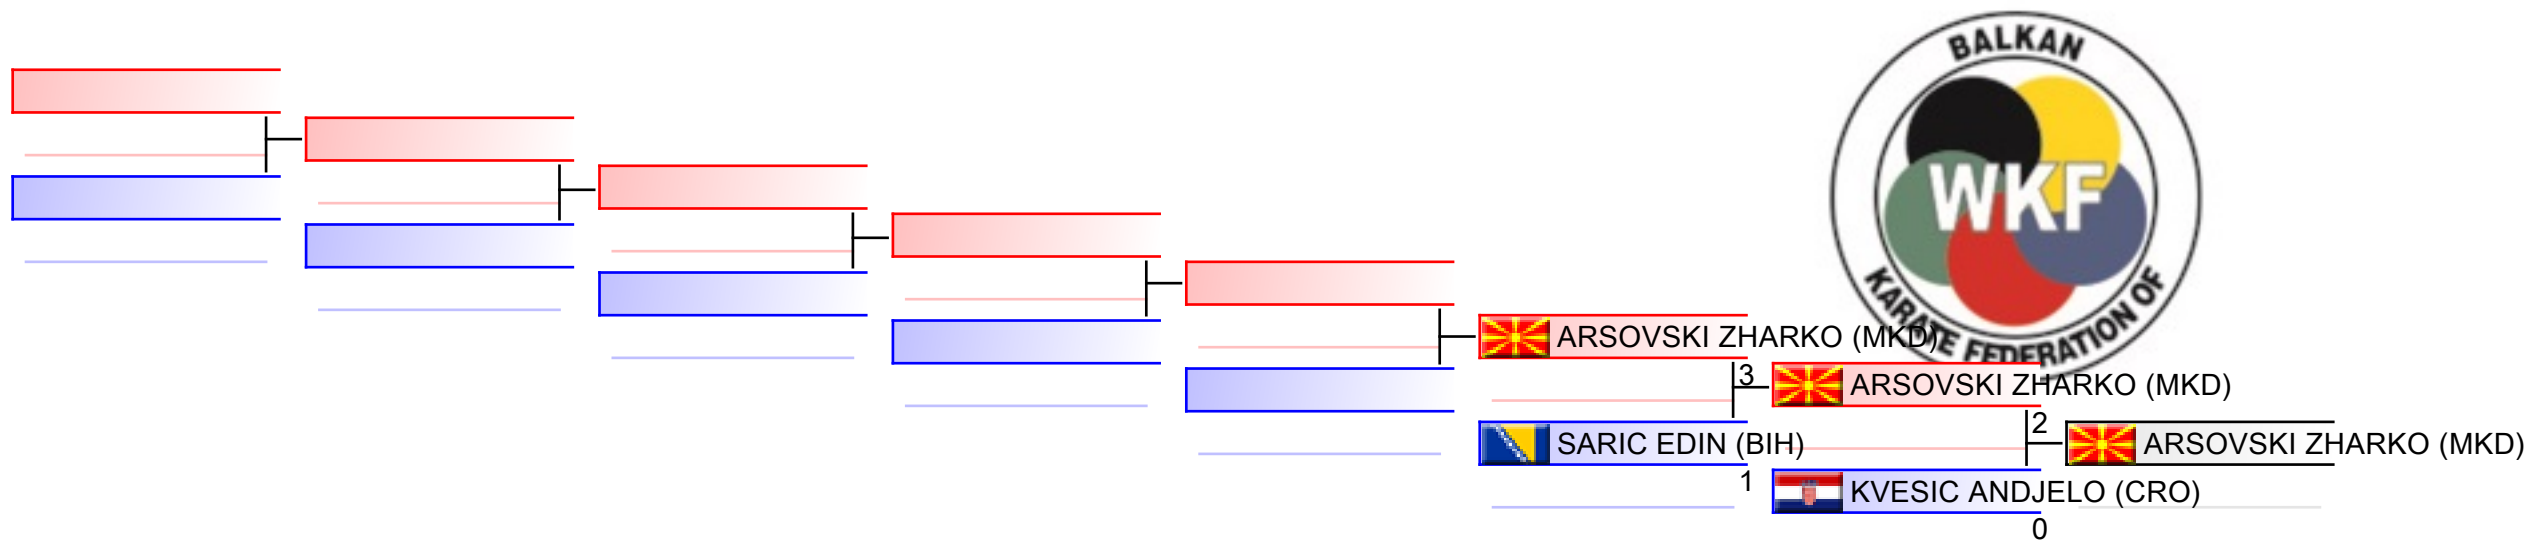 BALKAN
WKF
KARATE FEDERATION OF
ARSOVSKI ZHARKO (MKD)
3
ARSOVSKI ZHARKO (MKD)
2
SARIC EDIN (BIH)
ARSOVSKI ZHARKO (MKD)
1
KVESIC ANDJELO (CRO)
0